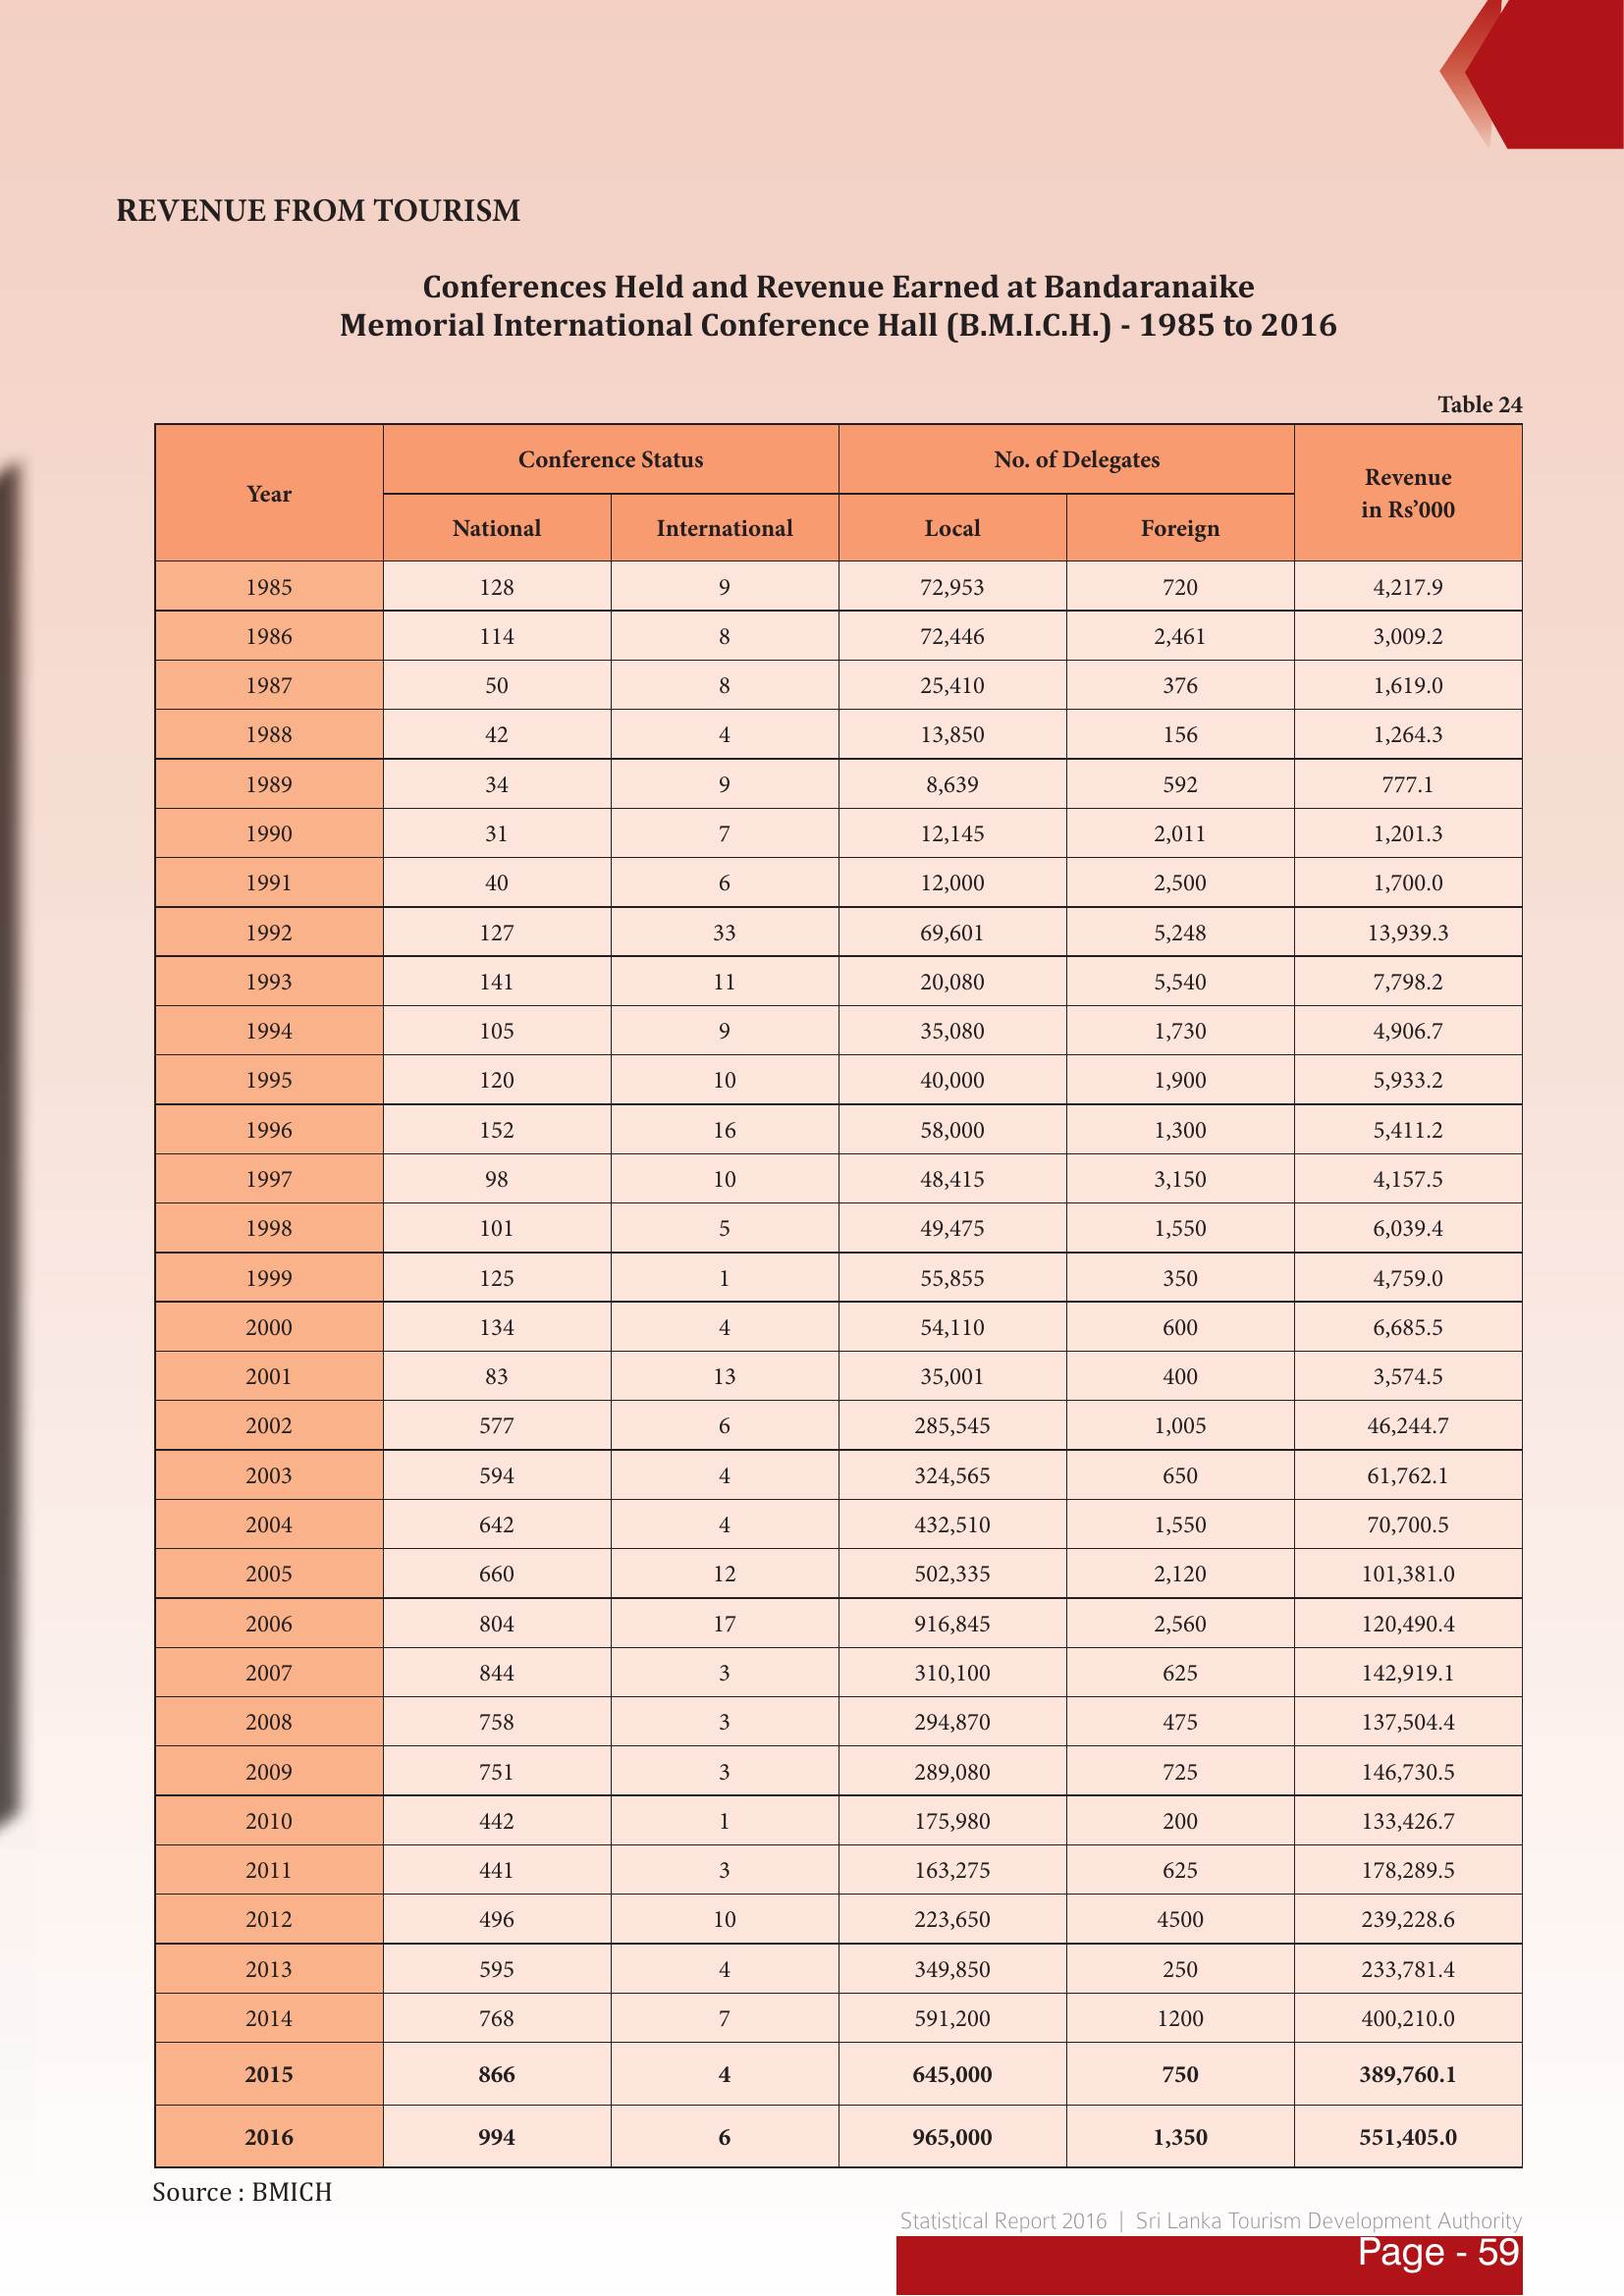 REVENUE FROM TOURISM
Conferences Held and Revenue Earned at Bandaranaike
Memorial International Conference Hall (B.M.I.C.H.) - 1985 to 2016
Table 24
Year Conference Status No. of Delegates Revenue in Rs’000
National International Local Foreign
1985 128 9 72,953 720 4,217.9
1986 114 8 72,446 2,461 3,009.2
1987 50 8 25,410 376 1,619.0
1988 42 4 13,850 156 1,264.3
1989 34 9 8,639 592 777.1
1990 31 7 12,145 2,011 1,201.3
1991 40 6 12,000 2,500 1,700.0
1992 127 33 69,601 5,248 13,939.3
1993 141 11 20,080 5,540 7,798.2
1994 105 9 35,080 1,730 4,906.7
1995 120 10 40,000 1,900 5,933.2
1996 152 16 58,000 1,300 5,411.2
1997 98 10 48,415 3,150 4,157.5
1998 101 5 49,475 1,550 6,039.4
1999 125 1 55,855 350 4,759.0
2000 134 4 54,110 600 6,685.5
2001 83 13 35,001 400 3,574.5
2002 577 6 285,545 1,005 46,244.7
2003 594 4 324,565 650 61,762.1
2004 642 4 432,510 1,550 70,700.5
2005 660 12 502,335 2,120 101,381.0
2006 804 17 916,845 2,560 120,490.4
2007 844 3 310,100 625 142,919.1
2008 758 3 294,870 475 137,504.4
2009 751 3 289,080 725 146,730.5
2010 442 1 175,980 200 133,426.7
2011 441 3 163,275 625 178,289.5
2012 496 10 223,650 4500 239,228.6
2013 595 4 349,850 250 233,781.4
2014 768 7 591,200 1200 400,210.0
2015 866 4 645,000 750 389,760.1
2016 994 6 965,000 1,350 551,405.0
Source : BMICH
Statistical Report 2016 | Sri Lanka Tourism Development Authority
Page - 59